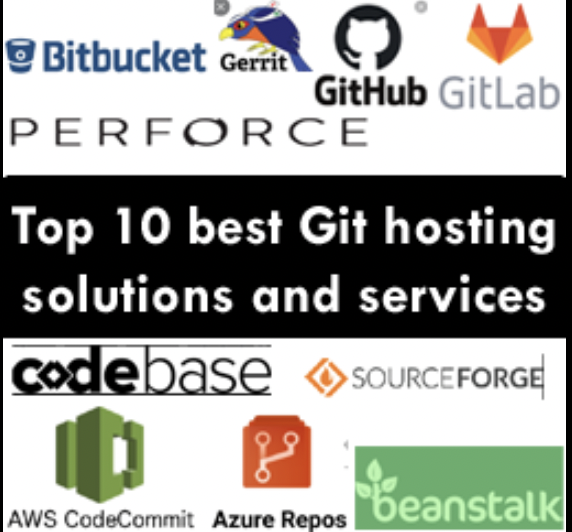 Bitbucket
Gerrit
GitHub
GitLab
PERFORCE
Top 10 best Git hosting
solutions and services
codebase
SOURCEFORGE
AWS CodeCommit
Azure Repos
beanstalk